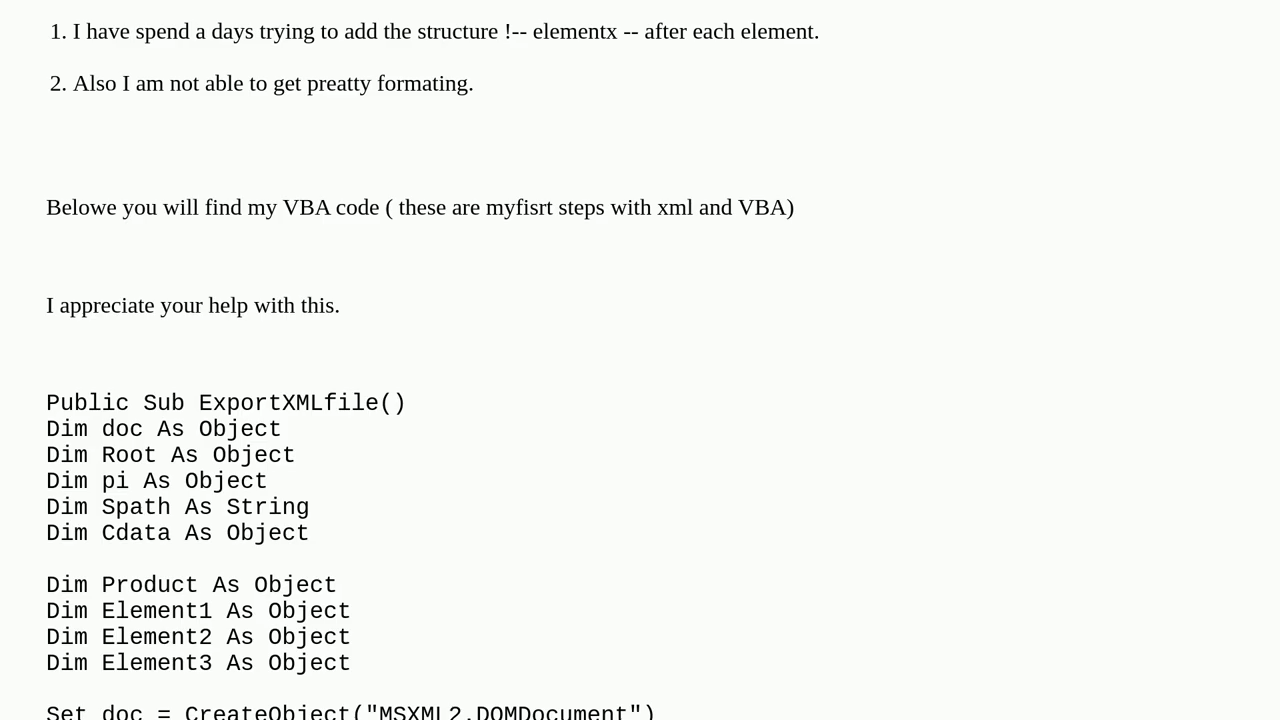 1. I have spend a days trying to add the structure !-- elementx -- after each element.
2. Also I am not able to get preatty formating.
Belowe you will find my VBA code ( these are myfisrt steps with xml and VBA)
I appreciate your help with this.
Public Sub ExportXMLfile()
Dim doc As Object
Dim Root As Object
Dim pi As Object
Dim Spath As String
Dim Cdata As Object
Dim Product As Object
Dim Element1 As Object
Dim Element2 As Object
Dim Element3 As Object
Set doc = CreateObject("MSXML2.DOMDocument")